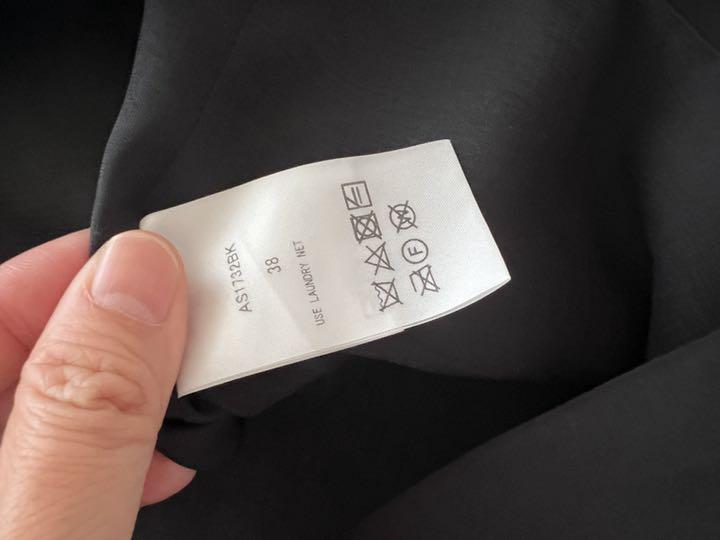 AS1732BK
38
USE LAUNDRY NET
F
W